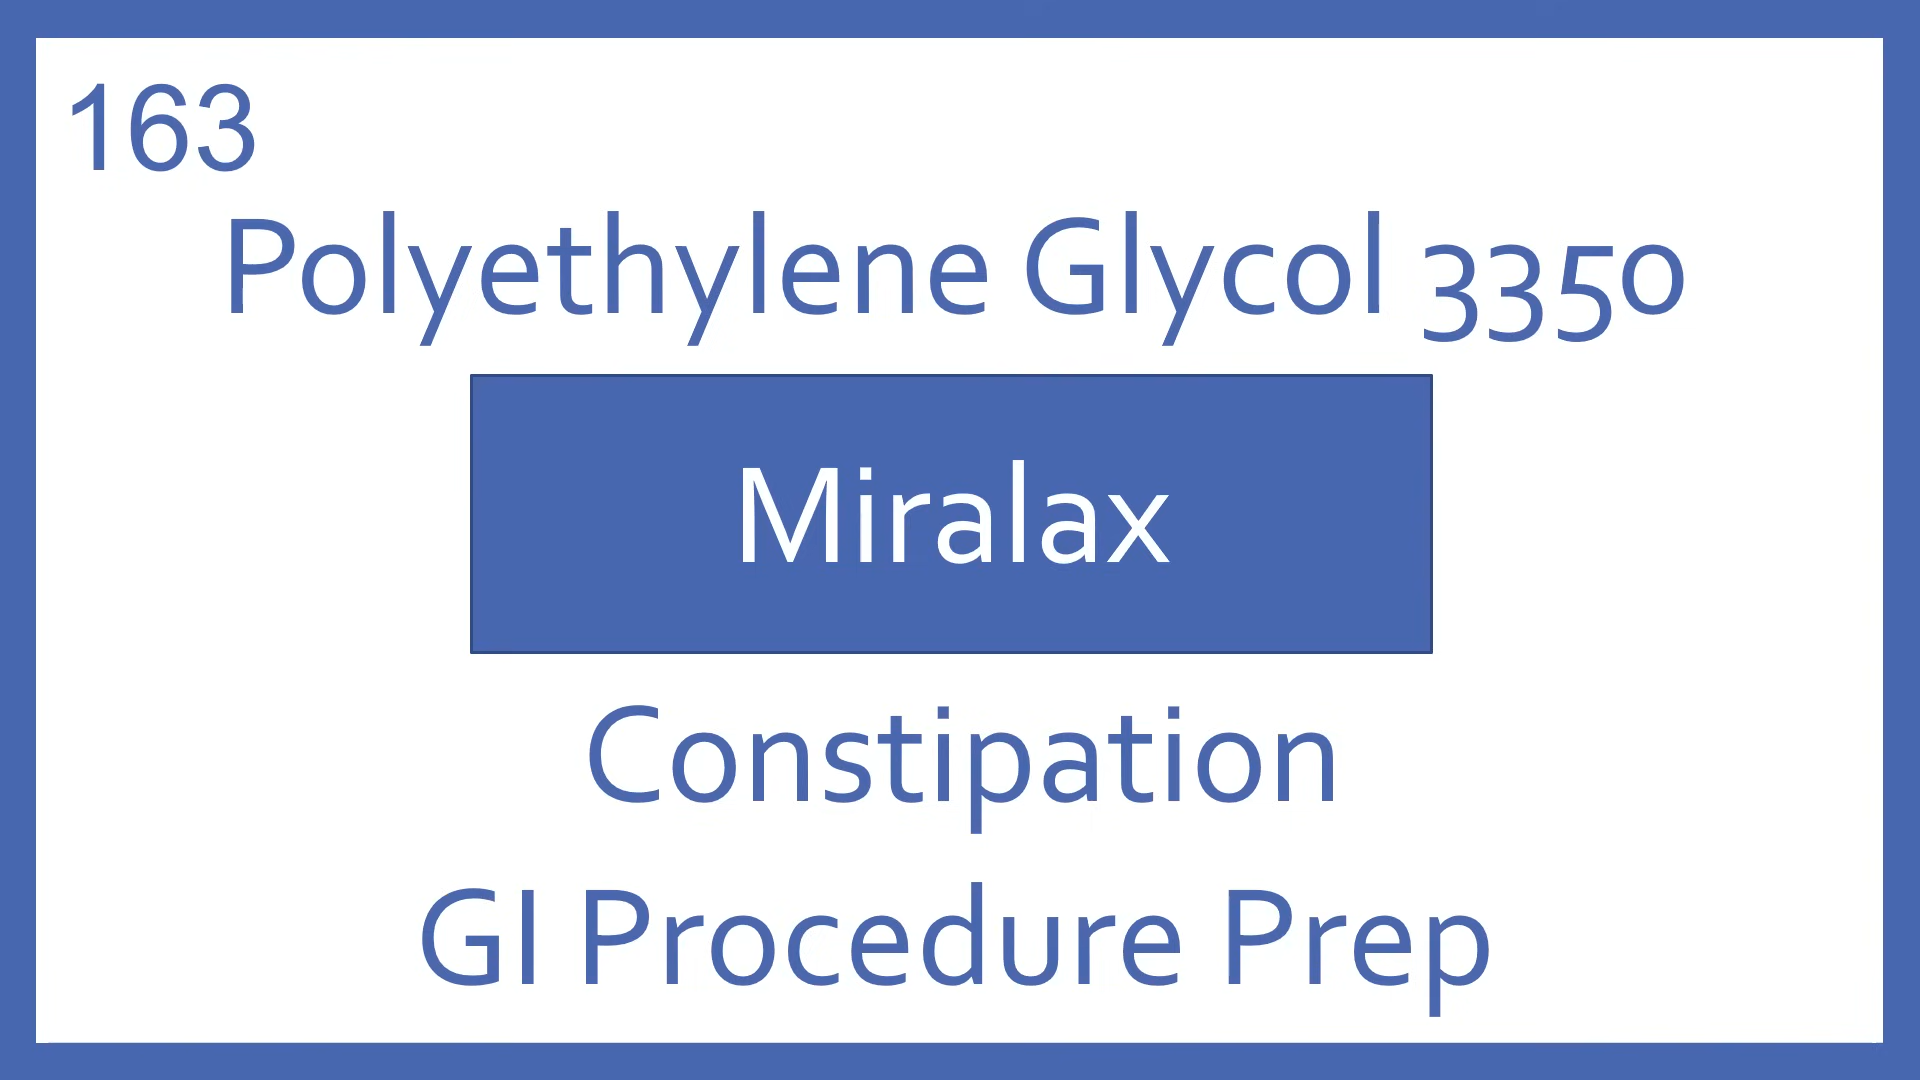 163
Polyethylene Glycol 3350
Miralax
Constipation
GI Procedure Prep